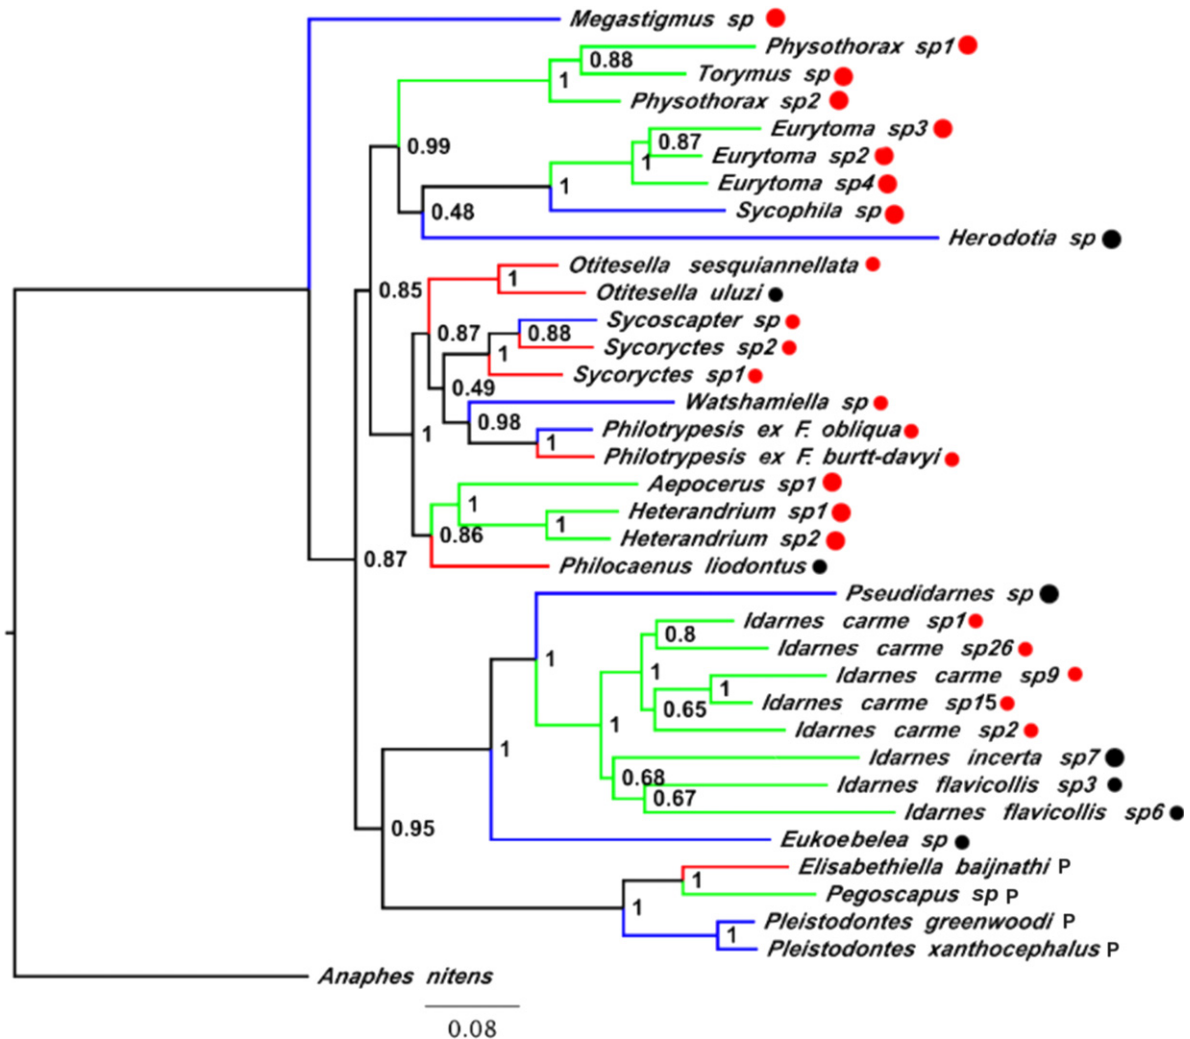 Megastigmus sp
Physothorax sp1
0.88
Torymus sp
1
Physothorax sp2
Eurytoma sp3
0.87
0.99
Eurytoma sp2
1
Eurytoma sp4
1
Sycophila sp
0.48
Herodotia sp
Otitesella sesquiannellata
1
0.85
Otitesella uluzi
Sycoscapter sp
0.87
0.88
Sycoryctes sp2
1
Sycoryctes sp1
0.49
Watshamiella sp
0.98
Philotrypesis ex F. obliqua
1
1
Philotrypesis ex F. burtt-davyi
Aepocerus sp1
1
Heterandrium sp1
1
0.86
Heterandrium sp2
0.87
Philocaenus liodontus
Pseudidarnes sp
Idarnes carme sp1
0.8
Idarnes carme sp26
1
1
Idarnes carme sp9
1
Idarnes carme sp15
0.65
1
Idarnes carme sp2
1
Idarnes incerta sp7
0.68
Idarnes flavicollis sp3
0.67
Idarnes flavicollis sp6
0.95
Eukoebelea sp
Elisabethiella baijnathi P
1
Pegoscapus sp P
1
Pleistodontes greenwoodi P
1
Pleistodontes xanthocephalus P
Anaphes nitens
0.08